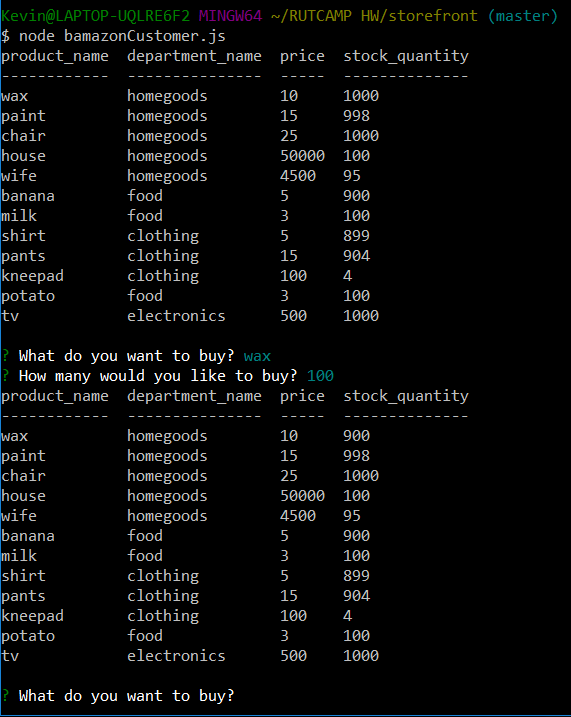 Kevin@LAPTOP-UQLRE6F2 MINGW64 ~/RUTCAMP HW/storefront (master)
$ node bamazonCustomer.js
product_name  department_name  price  stock_quantity
------------  ---------------  -----  --------------
wax           homegoods        10     1000
paint         homegoods        15     998
chair         homegoods        25     1000
house         homegoods        50000  100
wife          homegoods        4500   95
banana        food             5      900
milk          food             3      100
shirt         clothing         5      899
pants         clothing         15     904
kneepad       clothing         100    4
potato        food             3      100
tv            electronics      500    1000

? What do you want to buy? wax
? How many would you like to buy? 100
product_name  department_name  price  stock_quantity
------------  ---------------  -----  --------------
wax           homegoods        10     900
paint         homegoods        15     998
chair         homegoods        25     1000
house         homegoods        50000  100
wife          homegoods        4500   95
banana        food             5      900
milk          food             3      100
shirt         clothing         5      899
pants         clothing         15     904
kneepad       clothing         100    4
potato        food             3      100
tv            electronics      500    1000

? What do you want to buy?